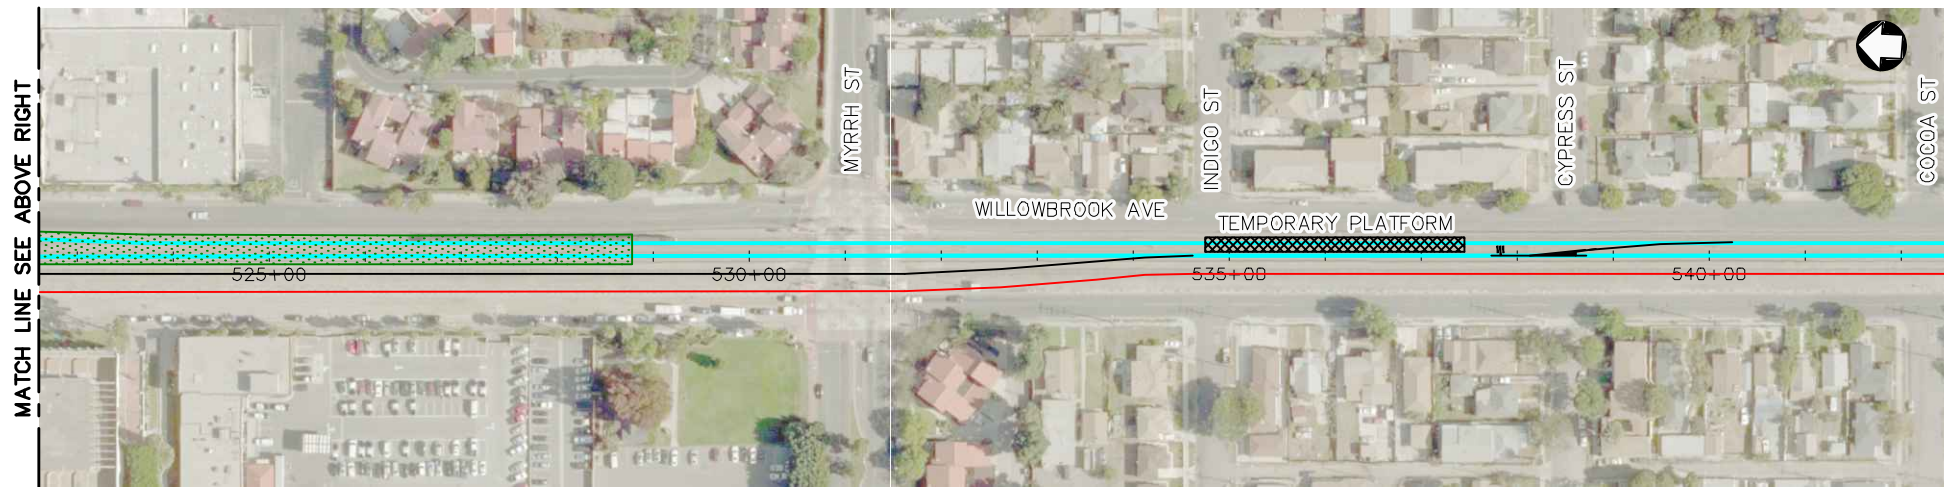 MATCH LINE SEE ABOVE RIGHT
MYRRH ST
WILLOWBROOK AVE
INDIGO ST
TEMPORARY PLATFORM
CYPRESS ST
COCOA ST
525+00
530+00
535+00
540+00